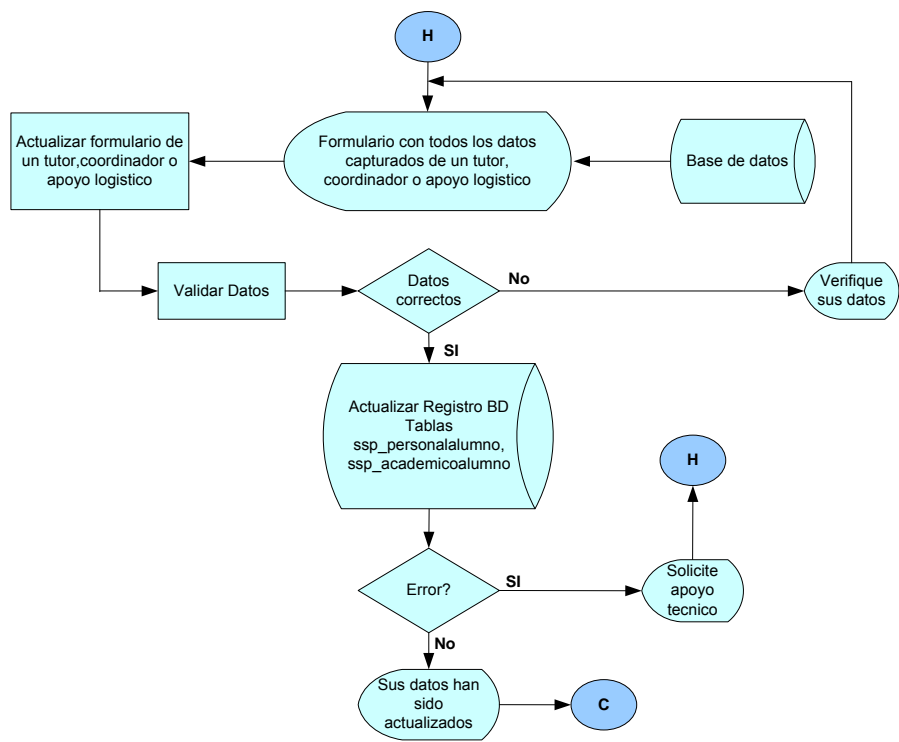 H
Actualizar formulario de
un tutor,coordinador o
apoyo logistico
Formulario con todos los datos
capturados de un tutor,
coordinador o apoyo logistico
Base de datos
Validar Datos
Datos
correctos
No
Verifique
sus datos
SI
Actualizar Registro BD
Tablas
ssp_personalalumno,
ssp_academicoalumno
H
Error?
SI
Solicite
apoyo
tecnico
No
Sus datos han
sido
actualizados
C